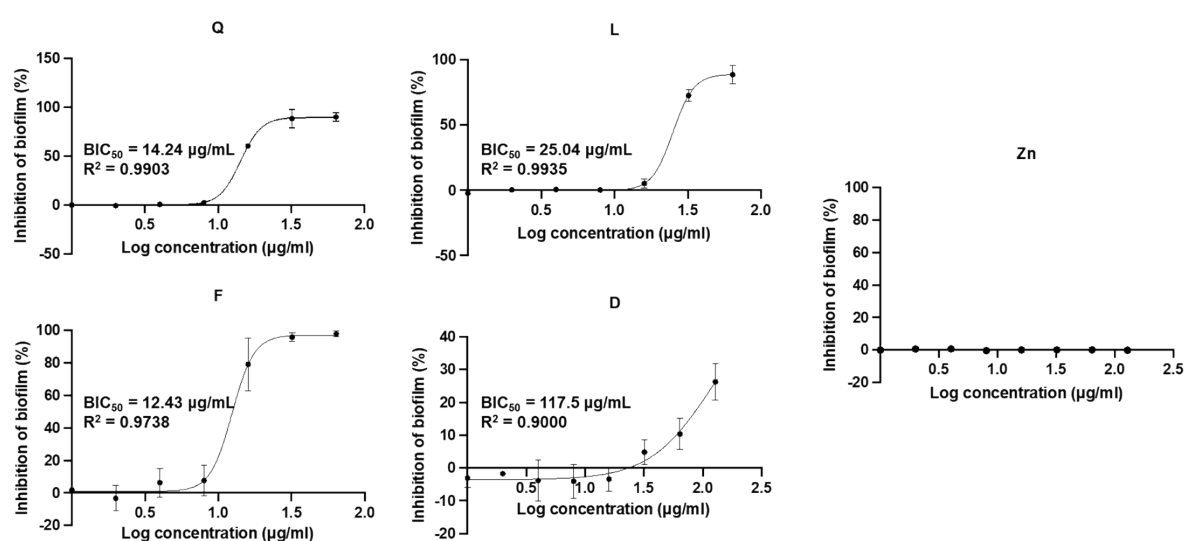 Q
150
100
50
0
-50
0.5 1.0 1.5 2.0
Inhibition of biofilm (%)
BIC50 = 14.24 µg/mL
R2 = 0.9903
Log concentration (µg/ml)
L
100
50
0
-50
0.5 1.0 1.5 2.0
Inhibition of biofilm (%)
BIC50 = 25.04 µg/mL
R2 = 0.9935
Log concentration (µg/ml)
Zn
100
80
60
40
20
0
-20
0.5 1.0 1.5 2.0 2.5
Inhibition of biofilm (%)
Log concentration (µg/ml)
F
100
80
60
40
20
0
-20
0.5 1.0 1.5 2.0
Inhibition of biofilm (%)
BIC50 = 12.43 µg/mL
R2 = 0.9738
Log concentration (µg/ml)
D
40
30
20
10
0
-10
-20
0.5 1.0 1.5 2.0 2.5
Inhibition of biofilm (%)
BIC50 = 117.5 µg/mL
R2 = 0.9000
Log concentration (µg/ml)